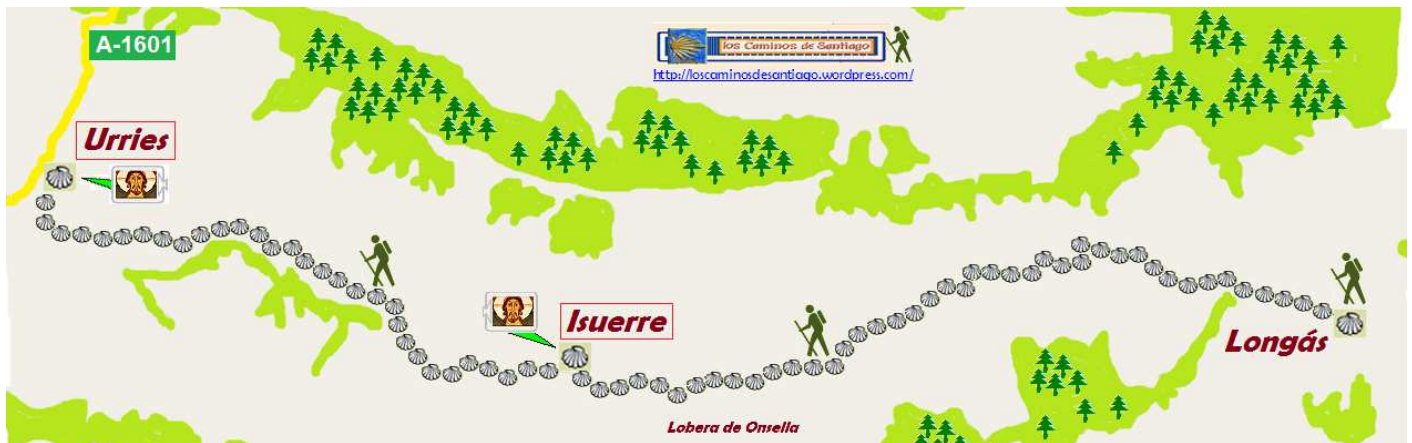 A-1601
los Caminos de Santiago
http://loscaminosdesantiago.wordpress.com/
Urries
Isuerre
Longás
Lobera de Onsella